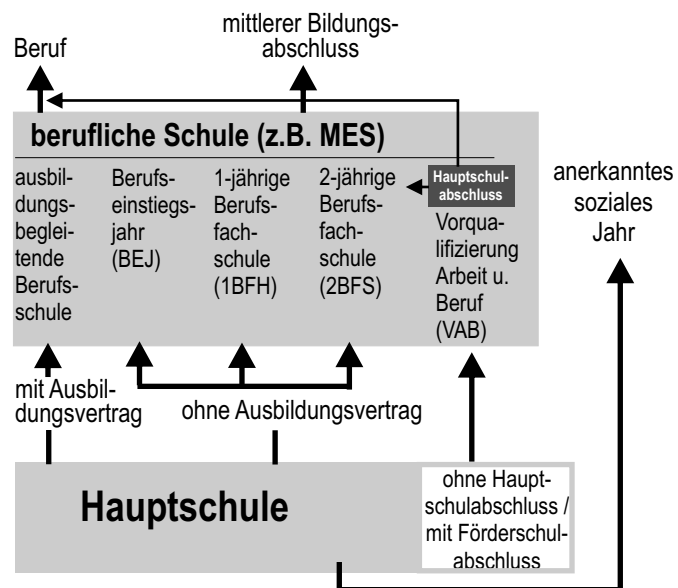 Beruf
mittlerer Bildungs-
abschluss
berufliche Schule (z.B. MES)
ausbil-
dungs-
beglei-
tende
Berufs-
schule
Berufs-
einstiegs-
jahr
(BEJ)
1-jährige
Berufs-
fach-
schule
(1BFH)
2-jährige
Berufs-
fach-
schule
(2BFS)
Hauptschul-
abschluss
Vorqua-
lifizierung
Arbeit u.
Beruf
(VAB)
anerkanntes
soziales
Jahr
mit Ausbil-
dungsvertrag
ohne Ausbildungsvertrag
Hauptschule
ohne Haupt-
schulabschluss /
mit Förderschul-
abschluss